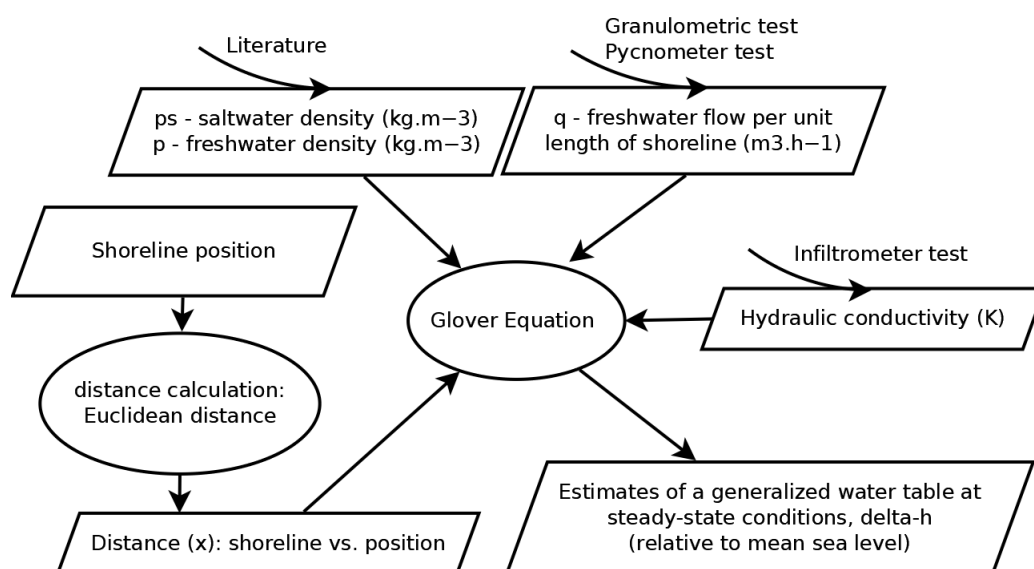 Literature
Granulometric test
Pycnometer test
ps - saltwater density (kg.m−3)
p - freshwater density (kg.m−3)
q - freshwater flow per unit
length of shoreline (m3.h−1)
Shoreline position
Infiltrometer test
Glover Equation
Hydraulic conductivity (K)
distance calculation:
Euclidean distance
Distance (x): shoreline vs. position
Estimates of a generalized water table at
steady-state conditions, delta-h
(relative to mean sea level)